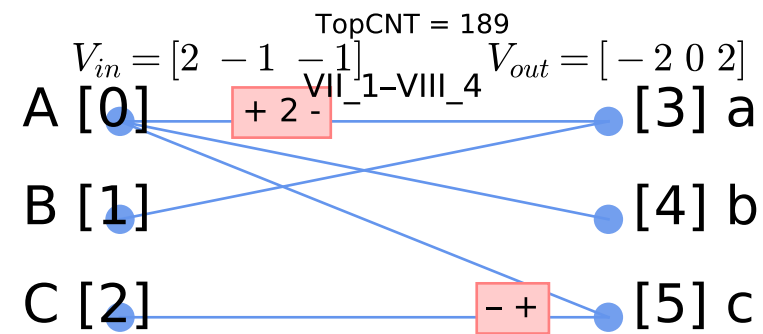 TopCNT = 189
V_in = [2 −1 −1] V_out = [−2 0 2]
VII_1–VIII_4
A [0] + 2 - [3] a
B [1] [4] b
C [2] – + [5] c